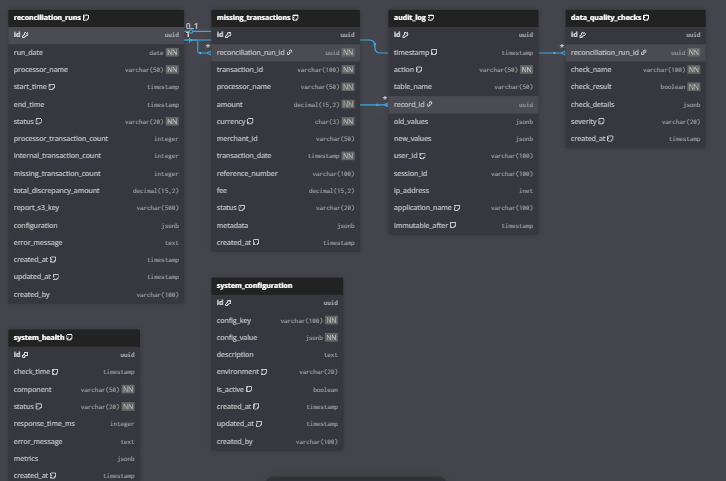 reconciliation_runs
id uuid
run_date date NN
processor_name varchar(50) NN
start_time timestamp
end_time timestamp
status varchar(20) NN
processor_transaction_count integer
internal_transaction_count integer
missing_transaction_count integer
total_discrepancy_amount decimal(15,2)
report_s3_key varchar(500)
configuration jsonb
error_message text
created_at timestamp
updated_at timestamp
created_by varchar(100)
0_1
1
*
missing_transactions
id uuid
reconciliation_run_id uuid NN
transaction_id varchar(100) NN
processor_name varchar(50) NN
amount decimal(15,2) NN
currency char(3) NN
merchant_id varchar(50)
transaction_date timestamp NN
reference_number varchar(100)
fee decimal(15,2)
status varchar(20)
metadata jsonb
created_at timestamp
*
audit_log
id uuid
timestamp timestamp
action varchar(50) NN
table_name varchar(50)
record_id uuid
old_values jsonb
new_values jsonb
user_id varchar(100)
session_id varchar(100)
ip_address inet
application_name varchar(100)
immutable_after timestamp
*
data_quality_checks
id uuid
reconciliation_run_id uuid NN
check_name varchar(100) NN
check_result boolean NN
check_details jsonb
severity varchar(20)
created_at timestamp
system_configuration
id uuid
config_key varchar(100) NN
config_value jsonb NN
description text
environment varchar(20)
is_active boolean
created_at timestamp
updated_at timestamp
created_by varchar(100)
system_health
id uuid
check_time timestamp
component varchar(50) NN
status varchar(20) NN
response_time_ms integer
error_message text
metrics jsonb
created_at timestamp